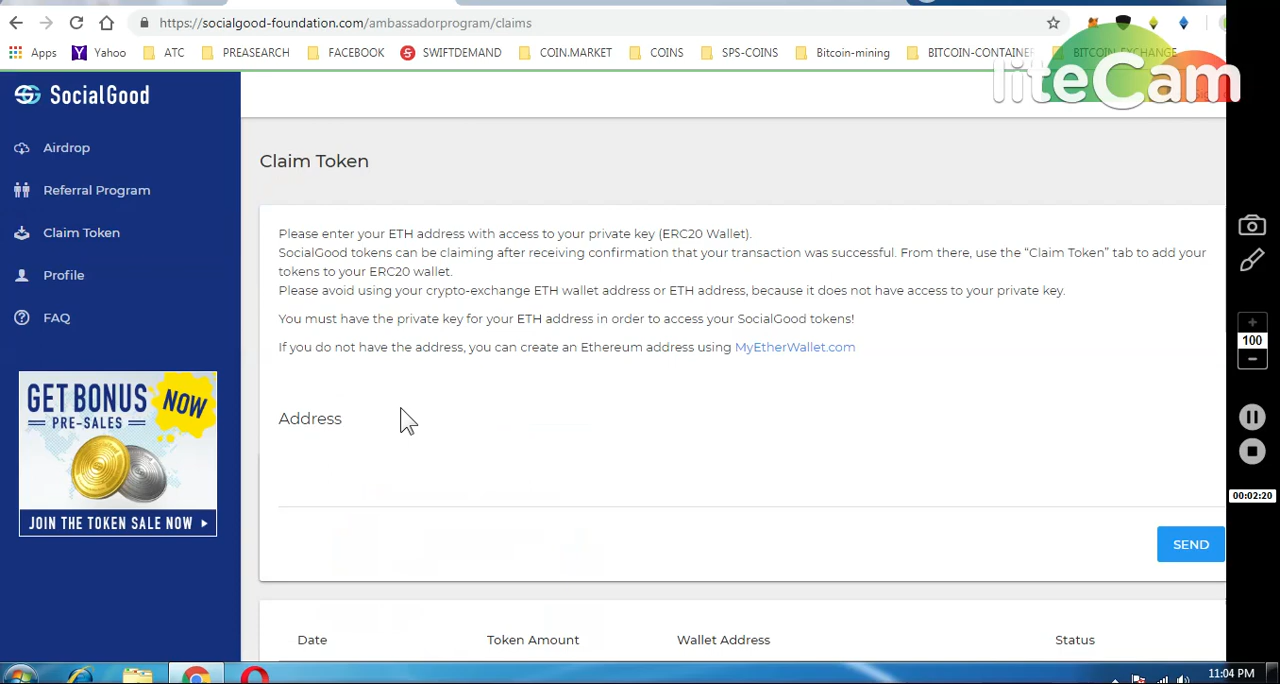 https://socialgood-foundation.com/ambassadorprogram/claims
Apps Yahoo ATC PREASEARCH FACEBOOK SWIFTDEMAND COIN.MARKET COINS SPS-COINS Bitcoin-mining BITCOIN-CONTAINER BITCOIN-EXCHANGE
liteCam
SocialGood
Airdrop
Referral Program
Claim Token
Profile
FAQ
GET BONUS NOW
PRE-SALES
JOIN THE TOKEN SALE NOW
Claim Token
Please enter your ETH address with access to your private key (ERC20 Wallet).
SocialGood tokens can be claiming after receiving confirmation that your transaction was successful. From there, use the “Claim Token” tab to add your
tokens to your ERC20 wallet.
Please avoid using your crypto-exchange ETH wallet address or ETH address, because it does not have access to your private key.
You must have the private key for your ETH address in order to access your SocialGood tokens!
If you do not have the address, you can create an Ethereum address using MyEtherWallet.com
Address
SEND
Date Token Amount Wallet Address Status
100
00:02:20
11:04 PM